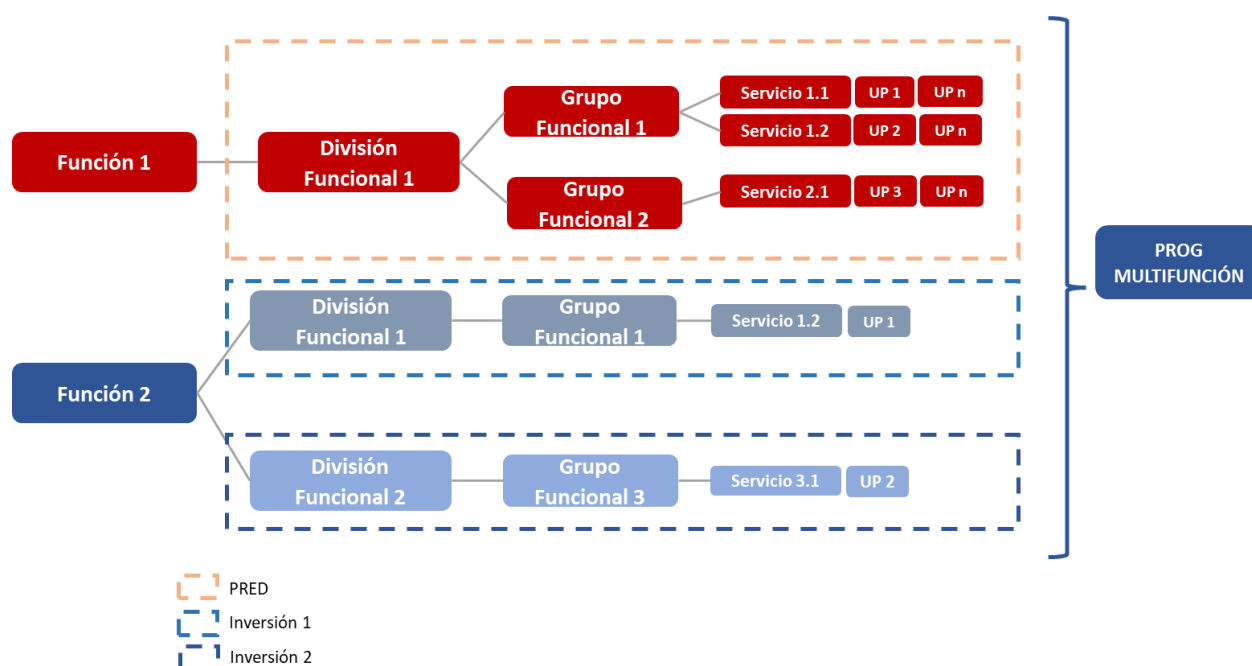 Función 1
División
Funcional 1
Grupo
Funcional 1
Servicio 1.1
UP 1
UP n
Servicio 1.2
UP 2
UP n
Grupo
Funcional 2
Servicio 2.1
UP 3
UP n
Función 2
División
Funcional 1
Grupo
Funcional 1
Servicio 1.2
UP 1
División
Funcional 2
Grupo
Funcional 3
Servicio 3.1
UP 2
PROG
MULTIFUNCIÓN
PRED
Inversión 1
Inversión 2